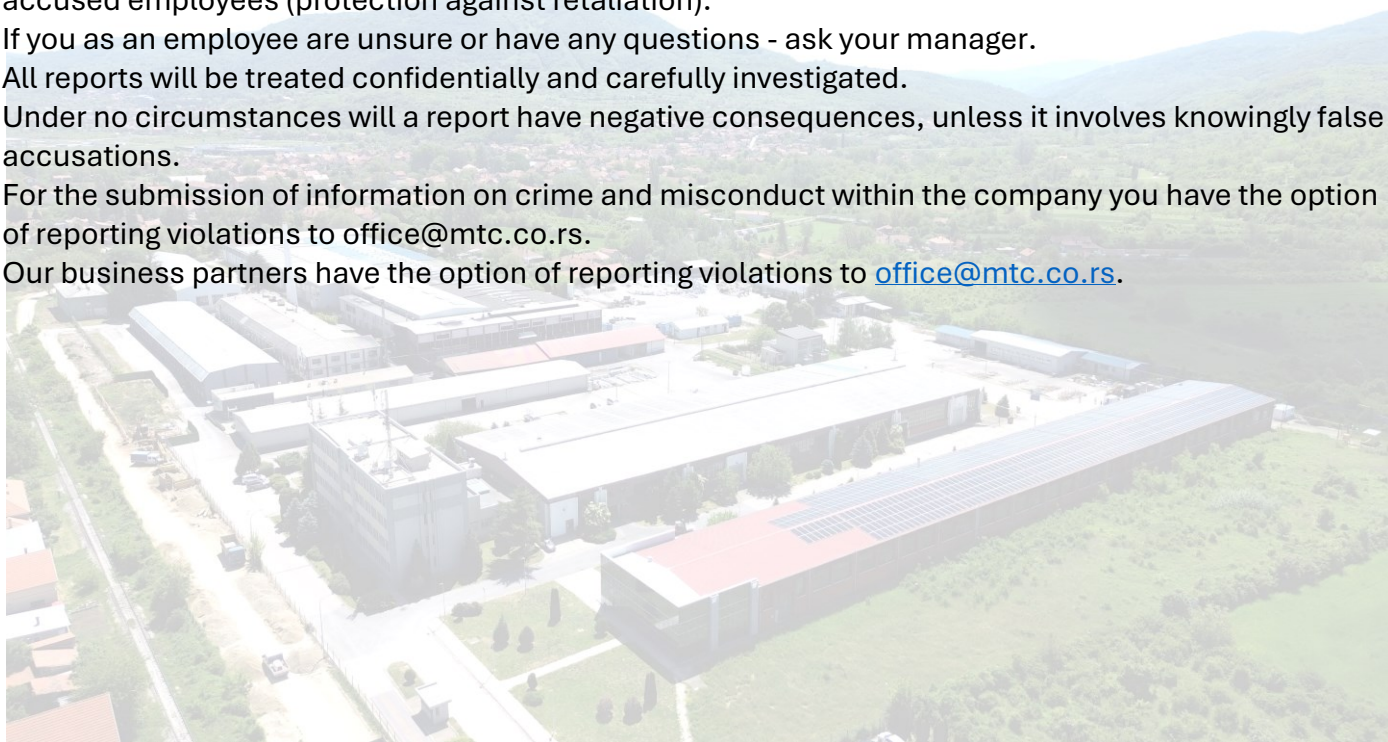 accused employees (protection against retaliation).
If you as an employee are unsure or have any questions - ask your manager.
All reports will be treated confidentially and carefully investigated.
Under no circumstances will a report have negative consequences, unless it involves knowingly false
accusations.
For the submission of information on crime and misconduct within the company you have the option
of reporting violations to office@mtc.co.rs.
Our business partners have the option of reporting violations to office@mtc.co.rs.